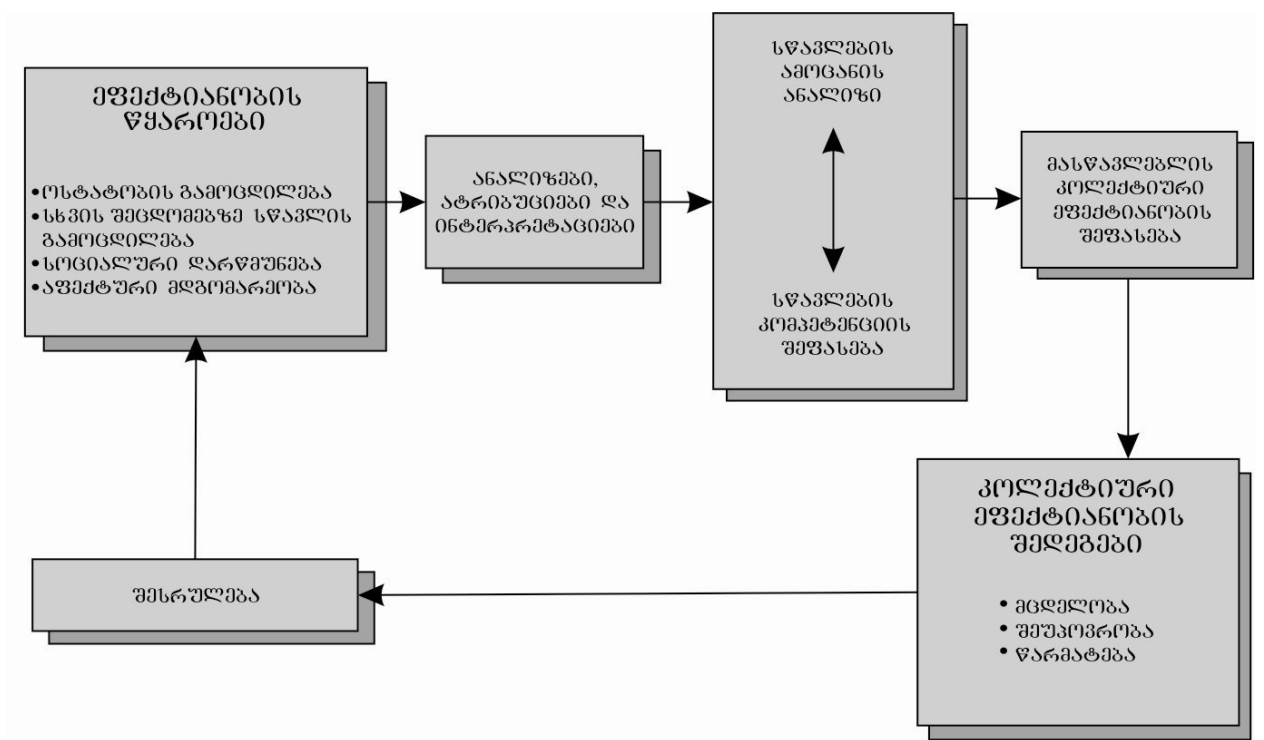 ეფექტიანობის
წყაროები
• ოსტატობის გამოცდილება
• სხვის შეცდომებზე სწავლის
გამოცდილება
• სოციალური დარწმუნება
• აფექტური მდგომარეობა
ანალიზები,
ატრიბუციები და
ინტერპრეტაციები
სწავლების
ამოცანის
ანალიზი
სწავლების
კომპეტენციის
შეფასება
მასწავლებლის
კოლექტიური
ეფექტიანობის
შეფასება
კოლექტიური
ეფექტიანობის
შედეგები
• მცდელობა
• შეუპოვრობა
• წარმატება
შესრულება